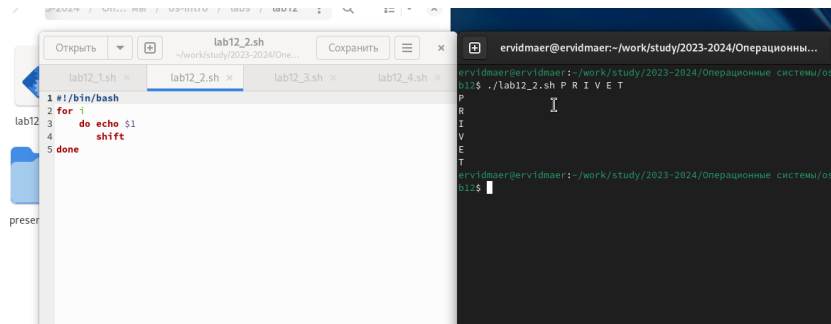 Открыть
lab12_2.sh
~/work/study/2023-2024/Опе...
Сохранить
lab12_1.sh
lab12_2.sh
lab12_3.sh
lab12_4.sh
1 #!/bin/bash
2 for i
3 do echo $1
4 shift
5 done
lab12
preser
ervidmaer@ervidmaer:~/work/study/2023-2024/Операционны...
ervidmaer@ervidmaer:~/work/study/2023-2024/Операционные системы/os
b12$ ./lab12_2.sh P R I V E T
P
R
I
V
E
T
ervidmaer@ervidmaer:~/work/study/2023-2024/Операционные системы/os
b12$